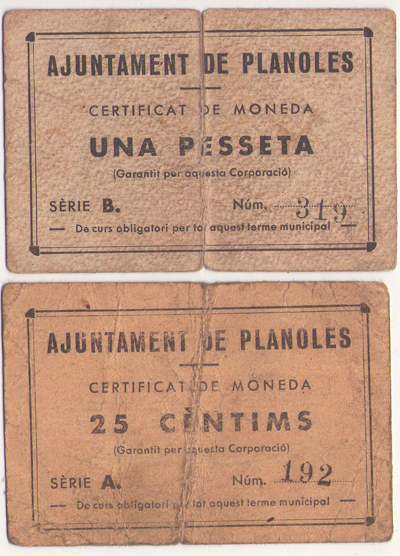 AJUNTAMENT DE PLANOLES
CERTIFICAT DE MONEDA
UNA PESSETA
(Garantit per aquesta Corporació)
SÈRIE B. Núm. 319
— De curs obligatori per tot aquest terme municipal —
AJUNTAMENT DE PLANOLES
CERTIFICAT DE MONEDA
25 CÈNTIMS
(Garantit per aquesta Corporació)
SÈRIE A. Núm. 192
— De curs obligatori per tot aquest terme municipal —